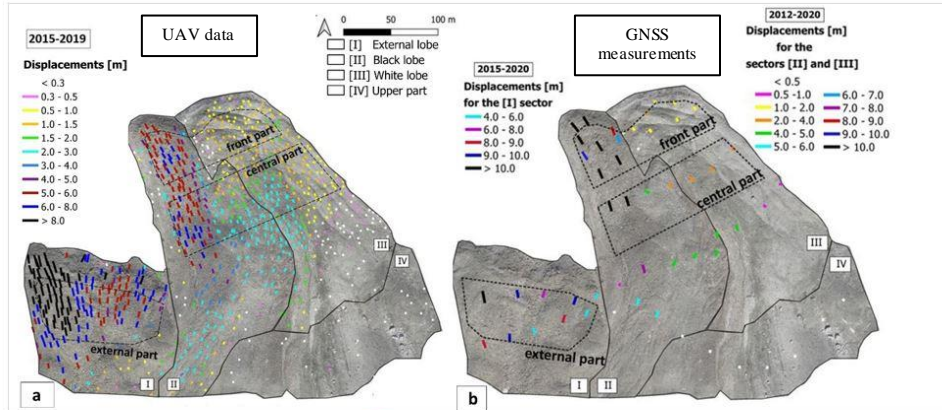 2015-2019
UAV data
0 50 100 m
[I] External lobe
[II] Black lobe
[III] White lobe
[IV] Upper part
Displacements [m]
< 0.3
0.3 - 0.5
0.5 - 1.0
1.0 - 1.5
1.5 - 2.0
2.0 - 3.0
3.0 - 4.0
4.0 - 5.0
5.0 - 6.0
6.0 - 8.0
> 8.0
front part
central part
external part
I
II
III
IV
a
GNSS
measurements
2015-2020
Displacements [m]
for the [I] sector
4.0 - 6.0
6.0 - 8.0
8.0 - 9.0
9.0 - 10.0
> 10.0
2012-2020
Displacements [m]
for the
sectors [II] and [III]
< 0.5
0.5 -1.0
1.0 - 2.0
2.0 - 4.0
4.0 - 5.0
5.0 - 6.0
6.0 - 7.0
7.0 - 8.0
8.0 - 9.0
9.0 - 10.0
> 10.0
front part
central part
external part
I
II
III
IV
b